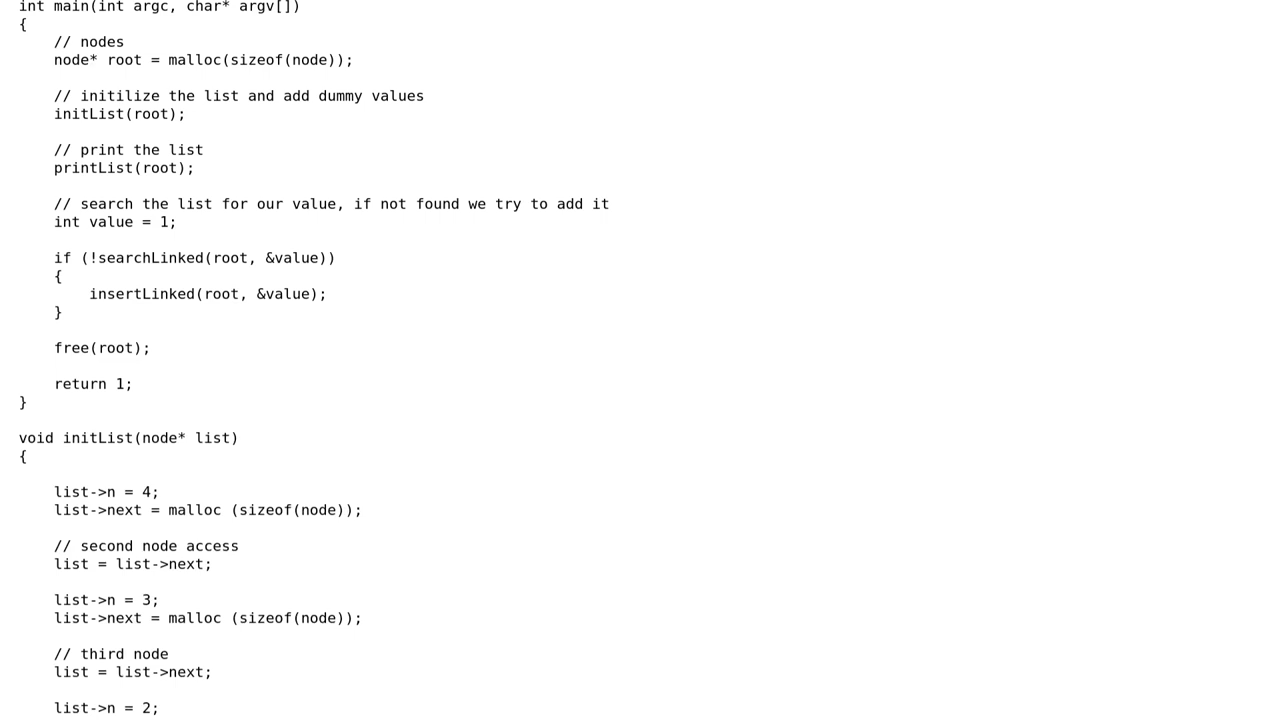 int main(int argc, char* argv[])
{
    // nodes
    node* root = malloc(sizeof(node));

    // initilize the list and add dummy values
    initList(root);

    // print the list
    printList(root);

    // search the list for our value, if not found we try to add it
    int value = 1;

    if (!searchLinked(root, &value))
    {
        insertLinked(root, &value);
    }

    free(root);

    return 1;
}

void initList(node* list)
{

    list->n = 4;
    list->next = malloc (sizeof(node));

    // second node access
    list = list->next;

    list->n = 3;
    list->next = malloc (sizeof(node));

    // third node
    list = list->next;

    list->n = 2;